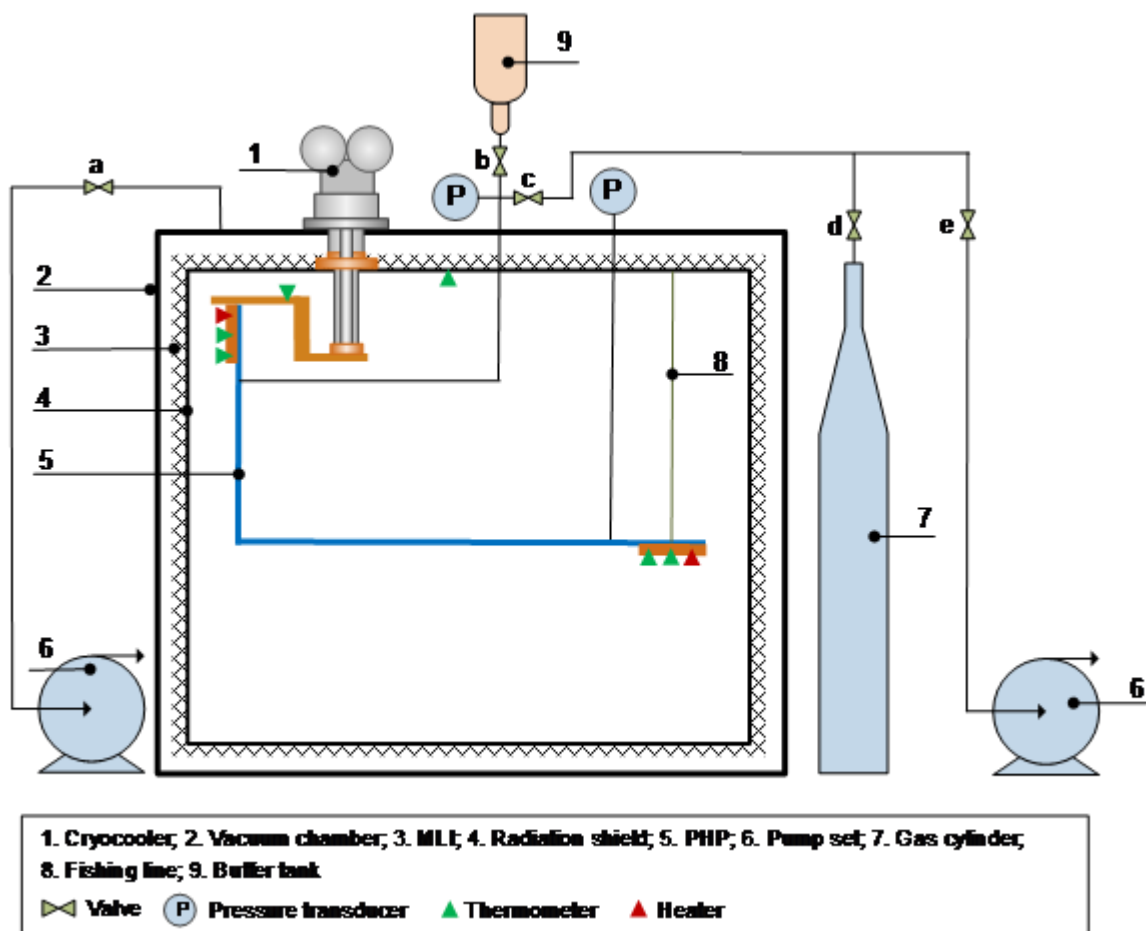 9
1
a
b
c
P
P
d
e
2
3
4
5
8
7
6
6
1. Cryocooler; 2. Vacuum chamber; 3. MLI; 4. Radiation shield; 5. PHP; 6. Pump set; 7. Gas cylinder;
8. Fishing line; 9. Buffer tank
Valve P Pressure transducer Thermometer Heater